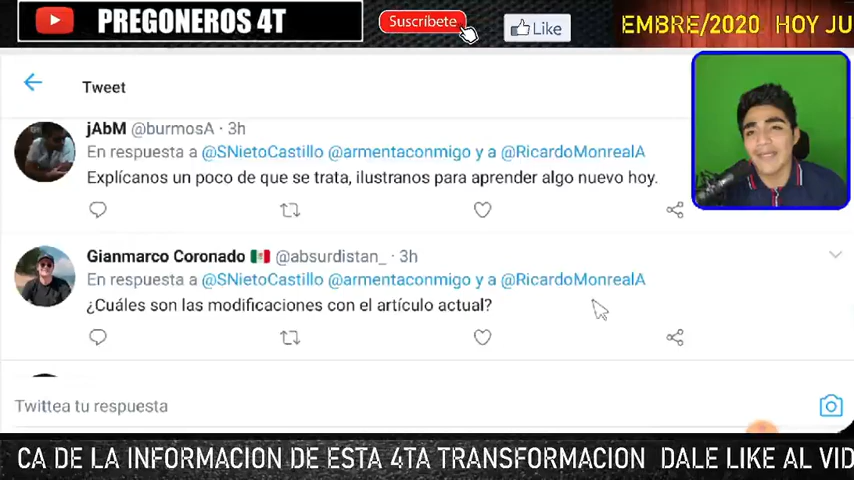 PREGONEROS 4T
Suscríbete
Like
EMBRE/2020 HOY JU
Tweet
jAbM @burmosA · 3h
En respuesta a @SNietoCastillo @armentaconmigo y a @RicardoMonrealA
Explícanos un poco de que se trata, ilustranos para aprender algo nuevo hoy.
Gianmarco Coronado @absurdistan_ · 3h
En respuesta a @SNietoCastillo @armentaconmigo y a @RicardoMonrealA
¿Cuáles son las modificaciones con el artículo actual?
Twittea tu respuesta
CA DE LA INFORMACION DE ESTA 4TA TRANSFORMACION DALE LIKE AL VID